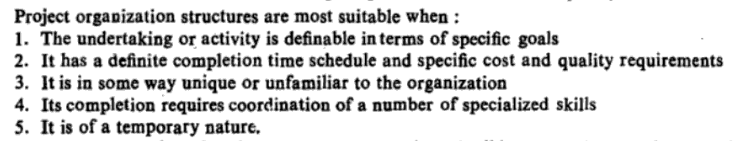 Project organization structures are most suitable when :
1. The undertaking or activity is definable in terms of specific goals
2. It has a definite completion time schedule and specific cost and quality requirements
3. It is in some way unique or unfamiliar to the organization
4. Its completion requires coordination of a number of specialized skills
5. It is of a temporary nature.